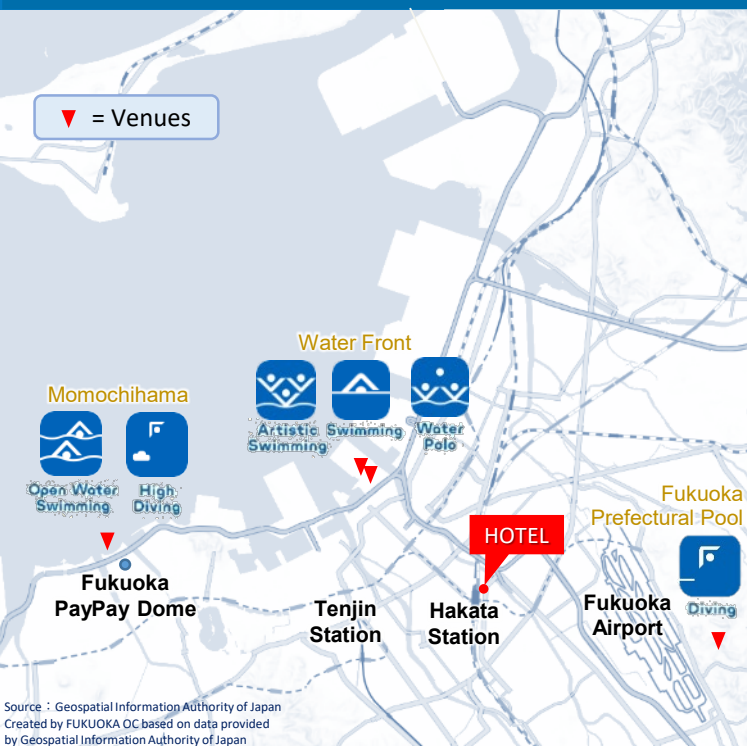 = Venues
Water Front
Artistic
Swimming
Swimming
Water
Polo
Momochihama
Open Water
Swimming
High
Diving
Fukuoka
Prefectural Pool
Diving
HOTEL
Fukuoka
PayPay Dome
Tenjin
Station
Hakata
Station
Fukuoka
Airport
Source：Geospatial Information Authority of Japan
Created by FUKUOKA OC based on data provided
by Geospatial Information Authority of Japan